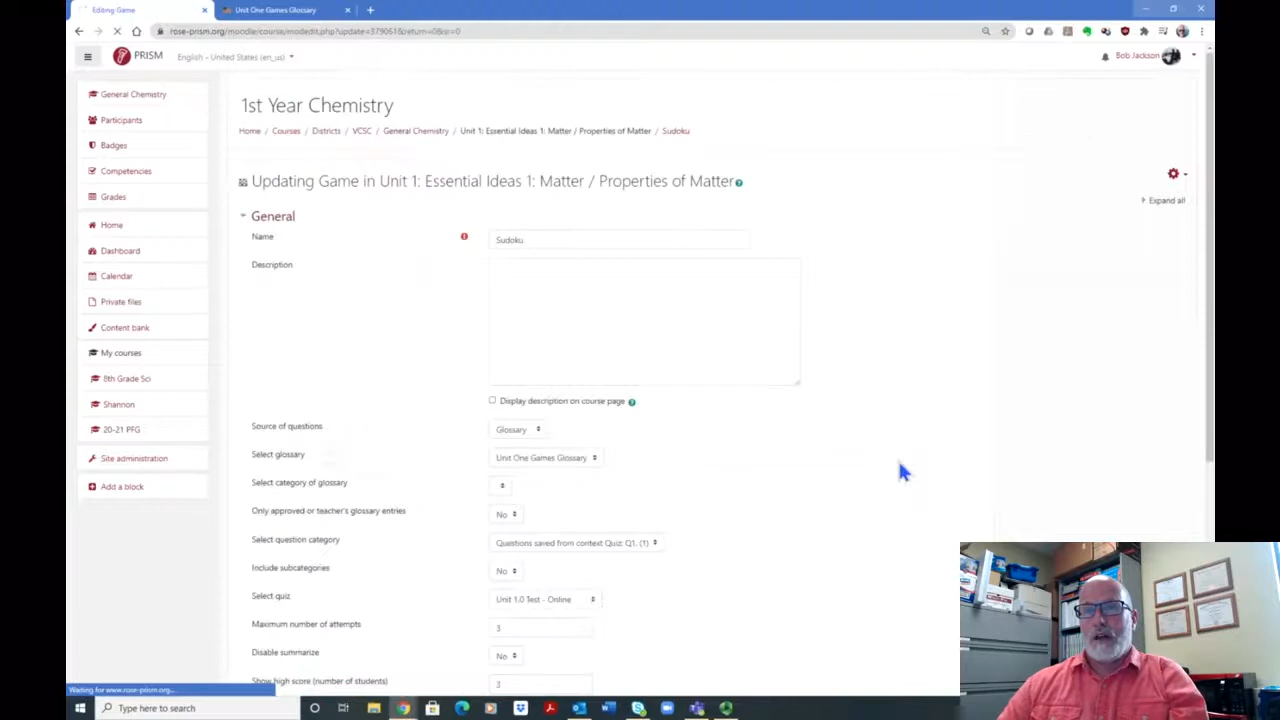 Editing Game
Unit One Games Glossary
rose-prism.org/moodle/course/modedit.php?update=379061&return=0&sr=0
PRISM
English - United States (en_us)
Bob Jackson
General Chemistry
Participants
Badges
Competencies
Grades
Home
Dashboard
Calendar
Private files
Content bank
My courses
8th Grade Sci
Shannon
20-21 PFG
Site administration
Add a block
1st Year Chemistry
Home / Courses / Districts / VCSC / General Chemistry / Unit 1: Essential Ideas 1: Matter / Properties of Matter / Sudoku
Updating Game in Unit 1: Essential Ideas 1: Matter / Properties of Matter
Expand all
General
Name
Sudoku
Description
Display description on course page
Source of questions
Glossary
Select glossary
Unit One Games Glossary
Select category of glossary
Only approved or teacher's glossary entries
No
Select question category
Questions saved from context Quiz: Q1. (1)
Include subcategories
No
Select quiz
Unit 1.0 Test - Online
Maximum number of attempts
3
Disable summarize
No
Show high score (number of students)
3
Waiting for www.rose-prism.org...
Type here to search